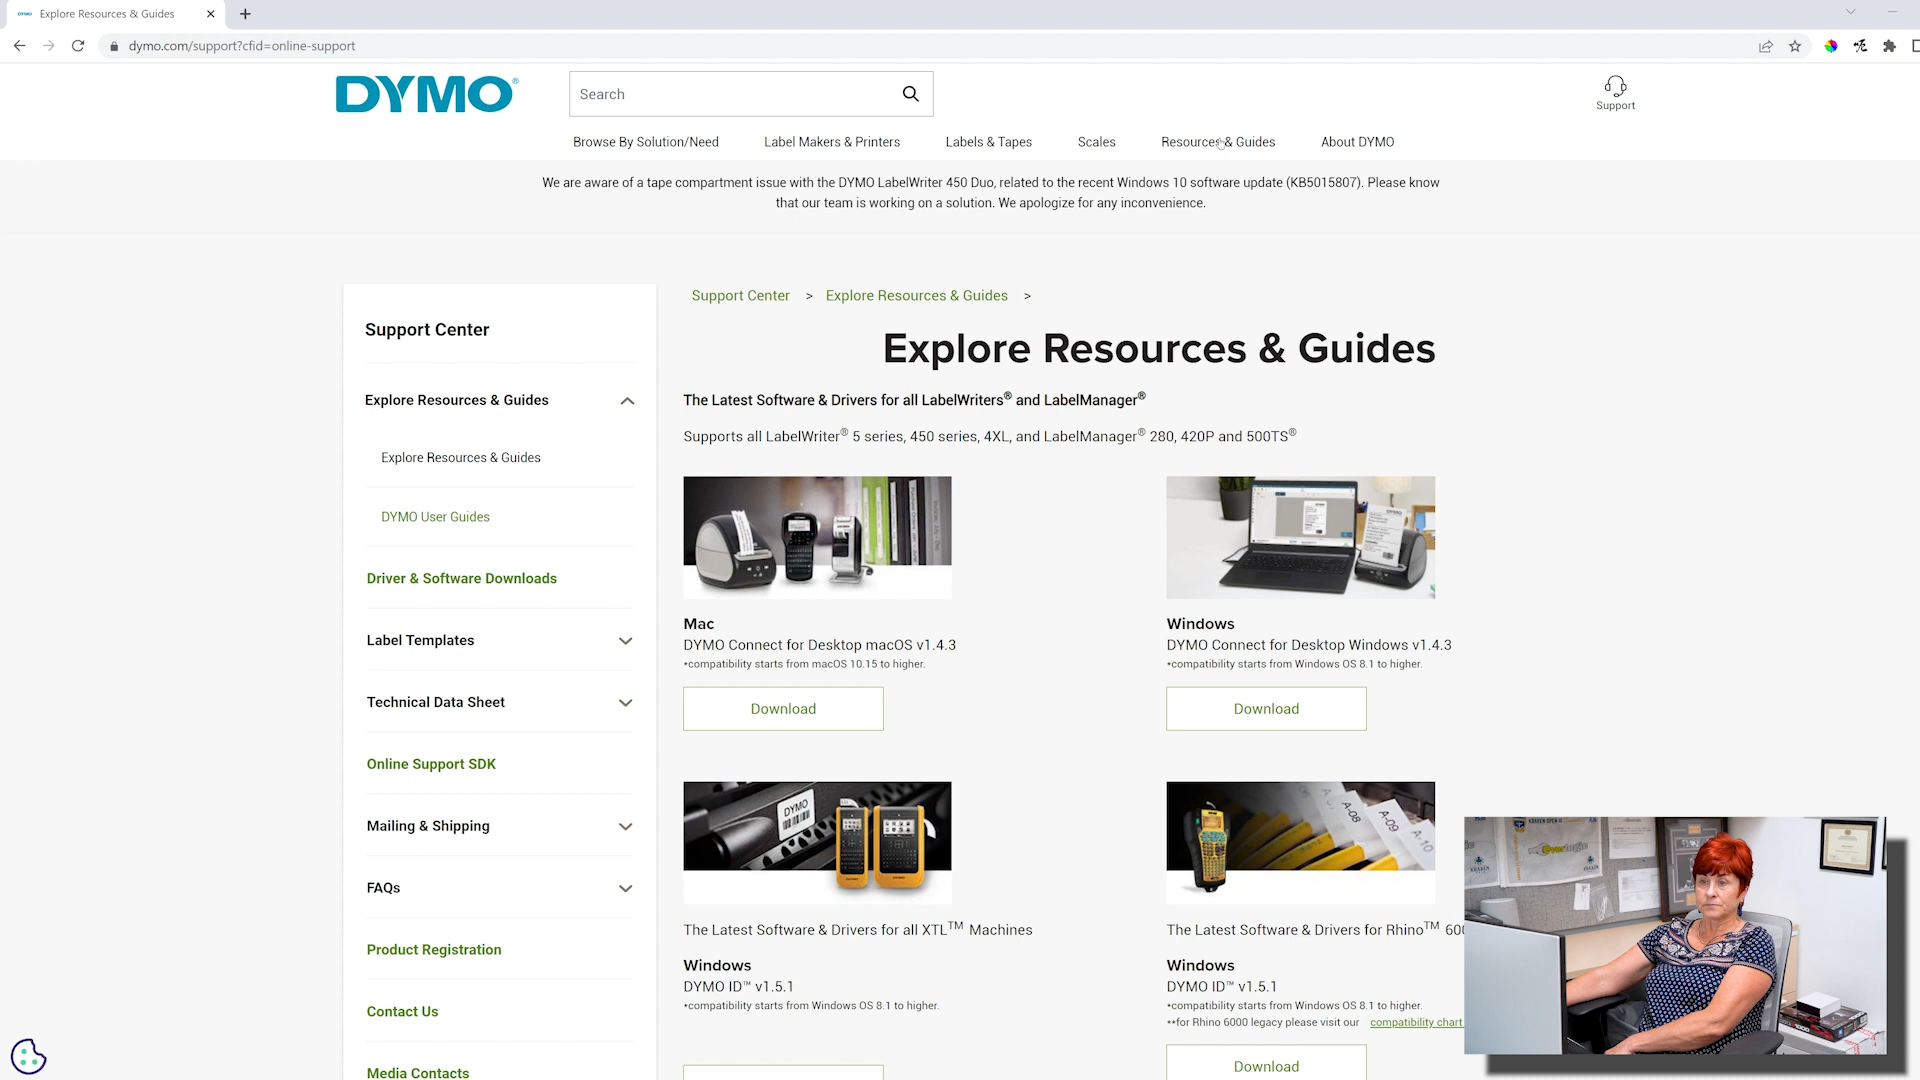 DYMO Explore Resources & Guides
dymo.com/support?cfid=online-support
DYMO®
Search
Support
Browse By Solution/Need Label Makers & Printers Labels & Tapes Scales Resources & Guides About DYMO
We are aware of a tape compartment issue with the DYMO LabelWriter 450 Duo, related to the recent Windows 10 software update (KB5015807). Please know
that our team is working on a solution. We apologize for any inconvenience.
Support Center > Explore Resources & Guides >
Support Center
Explore Resources & Guides
Explore Resources & Guides
DYMO User Guides
Driver & Software Downloads
Label Templates
Technical Data Sheet
Online Support SDK
Mailing & Shipping
FAQs
Product Registration
Contact Us
Media Contacts
Explore Resources & Guides
The Latest Software & Drivers for all LabelWriters® and LabelManager®
Supports all LabelWriter® 5 series, 450 series, 4XL, and LabelManager® 280, 420P and 500TS®
Mac
DYMO Connect for Desktop macOS v1.4.3
*compatibility starts from macOS 10.15 to higher.
Download
Windows
DYMO Connect for Desktop Windows v1.4.3
*compatibility starts from Windows OS 8.1 to higher.
Download
DYMO
The Latest Software & Drivers for all XTL™ Machines
Windows
DYMO ID™ v1.5.1
*compatibility starts from Windows OS 8.1 to higher.
A-08
A-09
A-10
The Latest Software & Drivers for Rhino™
Windows
DYMO ID™ v1.5.1
*compatibility starts from Windows OS 8.1 to higher.
**for Rhino 6000 legacy please visit our compatibility chart
Download